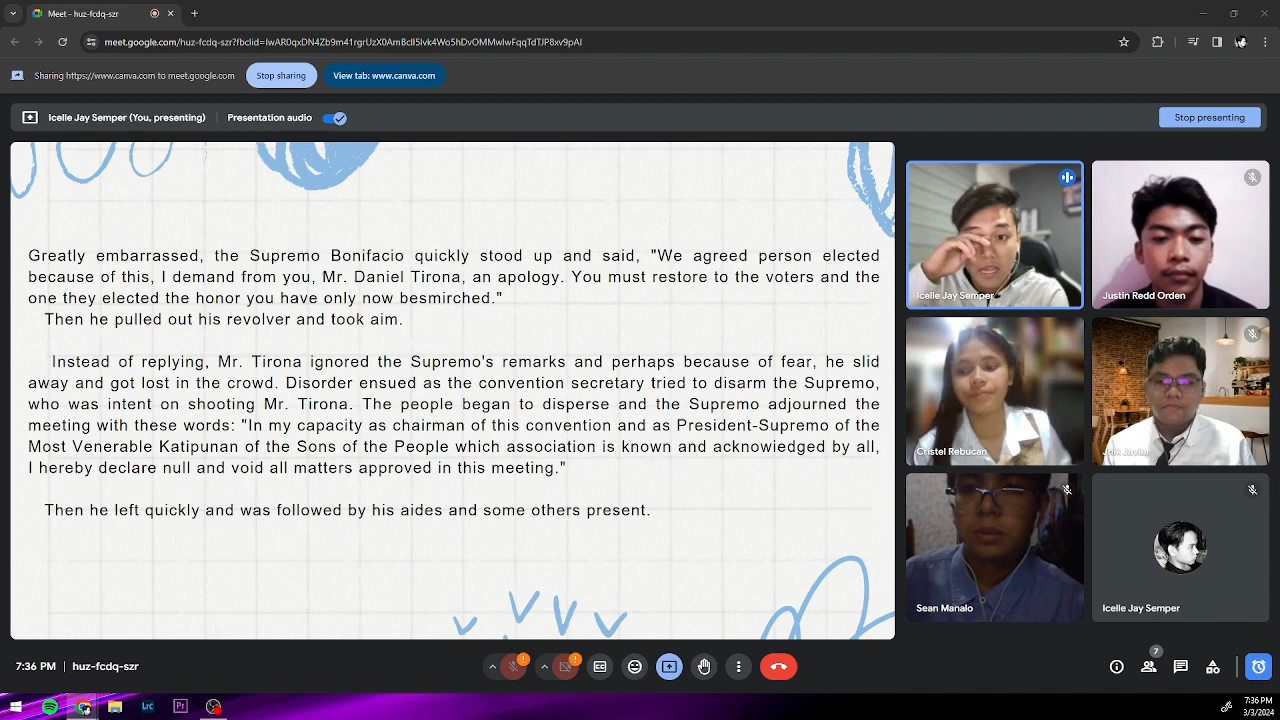 Meet - huz-fcdq-szr
meet.google.com/huz-fcdq-szr?fbclid=IwAR0qxDN4Zb9m41rgrUzX0AmBclI5Ivk4Wo5hDvOMMwlwFqqTdTJP8xv9pAI
Sharing https://www.canva.com to meet.google.com
Stop sharing
View tab: www.canva.com
Icelle Jay Semper (You, presenting)
Presentation audio
Stop presenting
Greatly embarrassed, the Supremo Bonifacio quickly stood up and said, "We agreed person elected
because of this, I demand from you, Mr. Daniel Tirona, an apology. You must restore to the voters and the
one they elected the honor you have only now besmirched."
Then he pulled out his revolver and took aim.
Instead of replying, Mr. Tirona ignored the Supremo's remarks and perhaps because of fear, he slid
away and got lost in the crowd. Disorder ensued as the convention secretary tried to disarm the Supremo,
who was intent on shooting Mr. Tirona. The people began to disperse and the Supremo adjourned the
meeting with these words: "In my capacity as chairman of this convention and as President-Supremo of the
Most Venerable Katipunan of the Sons of the People which association is known and acknowiedged by all,
I hereby declare null and void all matters approved in this meeting."
Then he left quickly and was followed by his aides and some others present.
Icelle Jay Semper
Justin Redd Orden
Cristel Rebucan
Jhik Javier
Sean Manalo
Icelle Jay Semper
7:36 PM | huz-fcdq-szr
7
Lrc
Pr
7:36 PM
3/3/2024